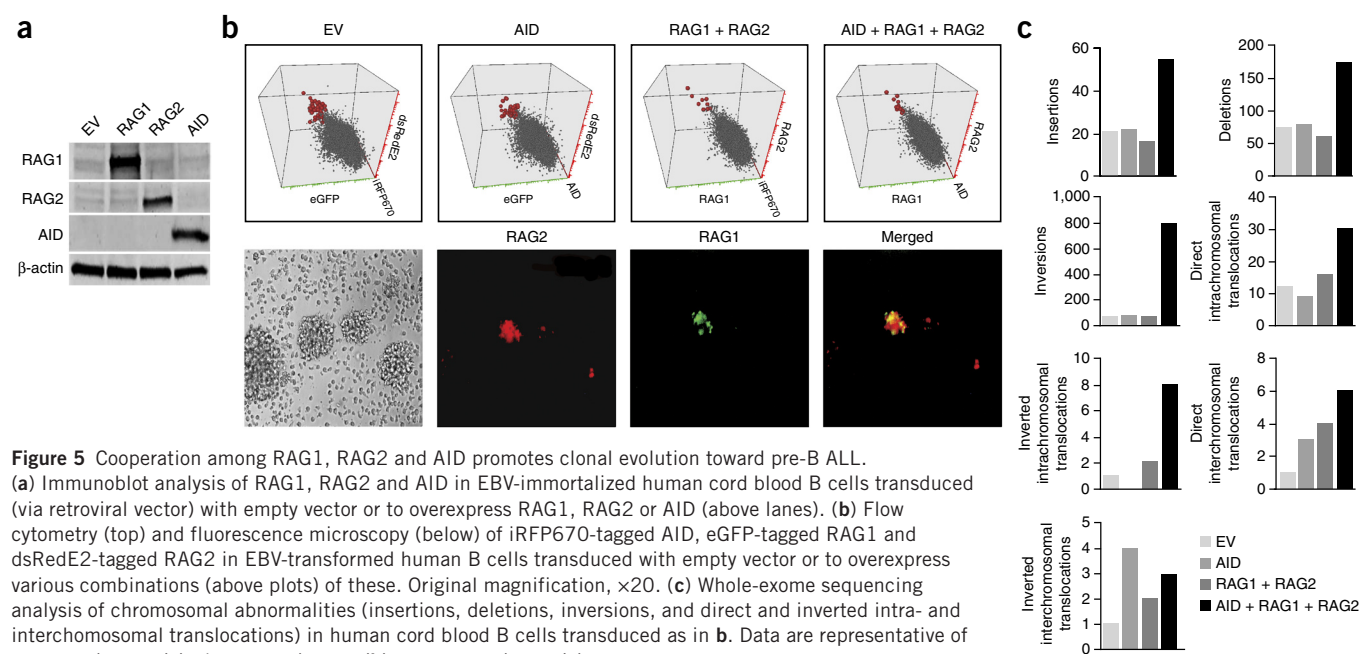 a
EV
RAG1
RAG2
AID
RAG1
RAG2
AID
β-actin
b
EV
AID
RAG1 + RAG2
AID + RAG1 + RAG2
dsRedE2
iRFP670
eGFP
dsRedE2
AID
eGFP
RAG2
iRFP670
RAG1
RAG2
AID
RAG1
RAG2
RAG1
Merged
c
Insertions
60
40
20
0
Deletions
200
150
100
50
0
Inversions
1,000
800
600
400
200
0
Direct
intrachromosomal
translocations
40
30
20
10
0
Inverted
intrachromosomal
translocations
10
8
6
4
2
0
Direct
interchromosomal
translocations
8
6
4
2
0
Inverted
interchromosomal
translocations
5
4
3
2
1
0
EV
AID
RAG1 + RAG2
AID + RAG1 + RAG2
Figure 5 Cooperation among RAG1, RAG2 and AID promotes clonal evolution toward pre-B ALL.
(a) Immunoblot analysis of RAG1, RAG2 and AID in EBV-immortalized human cord blood B cells transduced
(via retroviral vector) with empty vector or to overexpress RAG1, RAG2 or AID (above lanes). (b) Flow
cytometry (top) and fluorescence microscopy (below) of iRFP670-tagged AID, eGFP-tagged RAG1 and
dsRedE2-tagged RAG2 in EBV-transformed human B cells transduced with empty vector or to overexpress
various combinations (above plots) of these. Original magnification, ×20. (c) Whole-exome sequencing
analysis of chromosomal abnormalities (insertions, deletions, inversions, and direct and inverted intra- and
interchomosomal translocations) in human cord blood B cells transduced as in b. Data are representative of